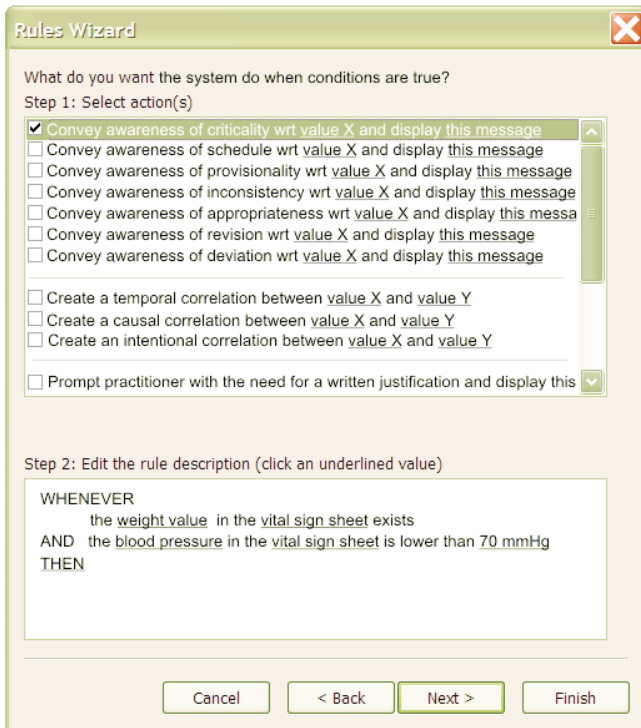 Rules Wizard
What do you want the system do when conditions are true?
Step 1: Select action(s)
Convey awareness of criticality wrt value X and display this message
Convey awareness of schedule wrt value X and display this message
Convey awareness of provisionality wrt value X and display this message
Convey awareness of inconsistency wrt value X and display this message
Convey awareness of appropriateness wrt value X and display this messa
Convey awareness of revision wrt value X and display this message
Convey awareness of deviation wrt value X and display this message
Create a temporal correlation between value X and value Y
Create a causal correlation between value X and value Y
Create an intentional correlation between value X and value Y
Prompt practitioner with the need for a written justification and display this
Step 2: Edit the rule description (click an underlined value)
WHENEVER
the weight value in the vital sign sheet exists
AND the blood pressure in the vital sign sheet is lower than 70 mmHg
THEN
Cancel < Back Next > Finish